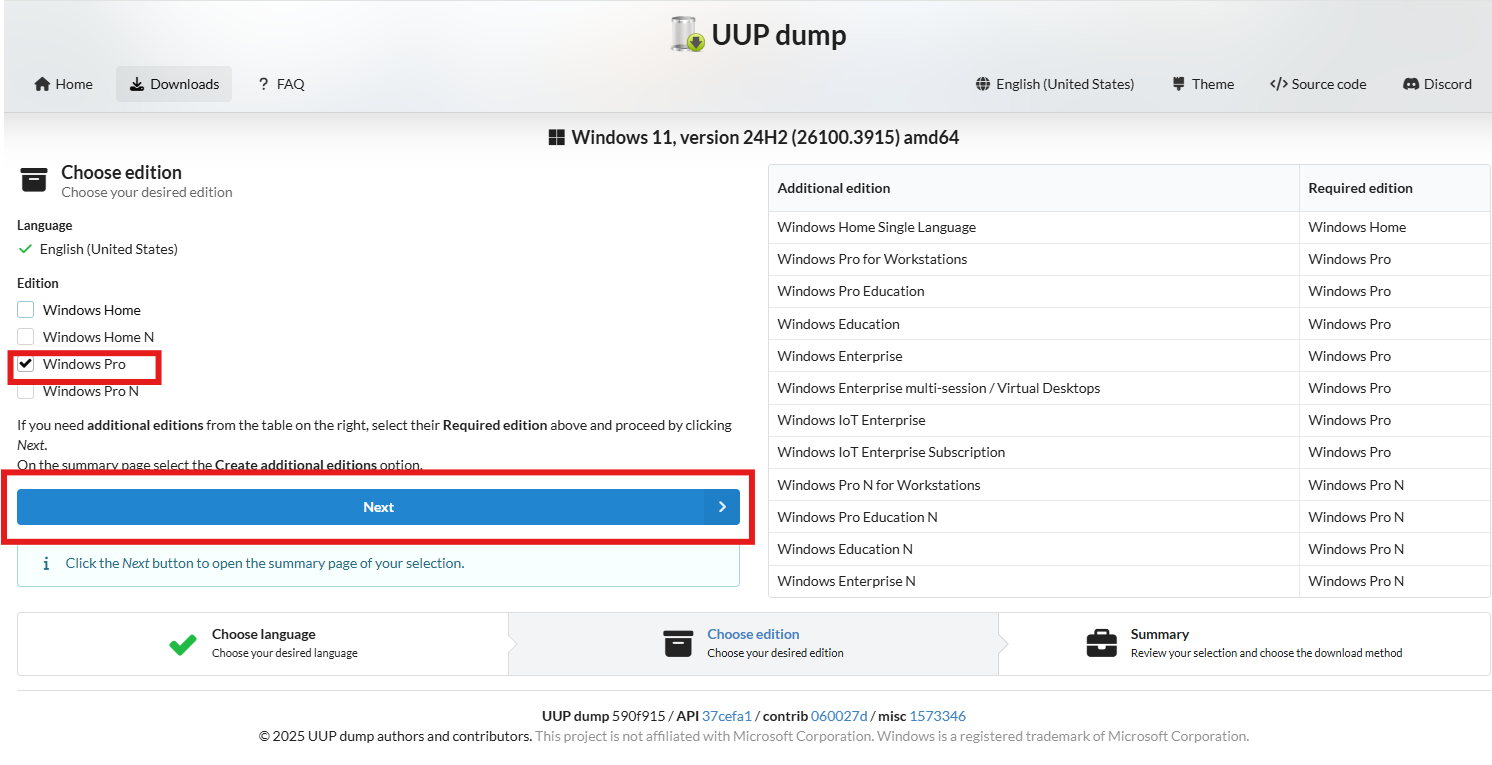 UUP dump
Home
Downloads
? FAQ
English (United States)
Theme
</> Source code
Discord
Windows 11, version 24H2 (26100.3915) amd64
Choose edition
Choose your desired edition
Language
English (United States)
Edition
Windows Home
Windows Home N
Windows Pro
Windows Pro N
If you need additional editions from the table on the right, select their Required edition above and proceed by clicking
Next.
On the summary page select the Create additional editions option.
Next
i Click the Next button to open the summary page of your selection.
Additional edition Required edition
Windows Home Single Language Windows Home
Windows Pro for Workstations Windows Pro
Windows Pro Education Windows Pro
Windows Education Windows Pro
Windows Enterprise Windows Pro
Windows Enterprise multi-session / Virtual Desktops Windows Pro
Windows IoT Enterprise Windows Pro
Windows IoT Enterprise Subscription Windows Pro
Windows Pro N for Workstations Windows Pro N
Windows Pro Education N Windows Pro N
Windows Education N Windows Pro N
Windows Enterprise N Windows Pro N
Choose language
Choose your desired language
Choose edition
Choose your desired edition
Summary
Review your selection and choose the download method
UUP dump 590f915 / API 37cefa1 / contrib 060027d / misc 1573346
© 2025 UUP dump authors and contributors. This project is not affiliated with Microsoft Corporation. Windows is a registered trademark of Microsoft Corporation.